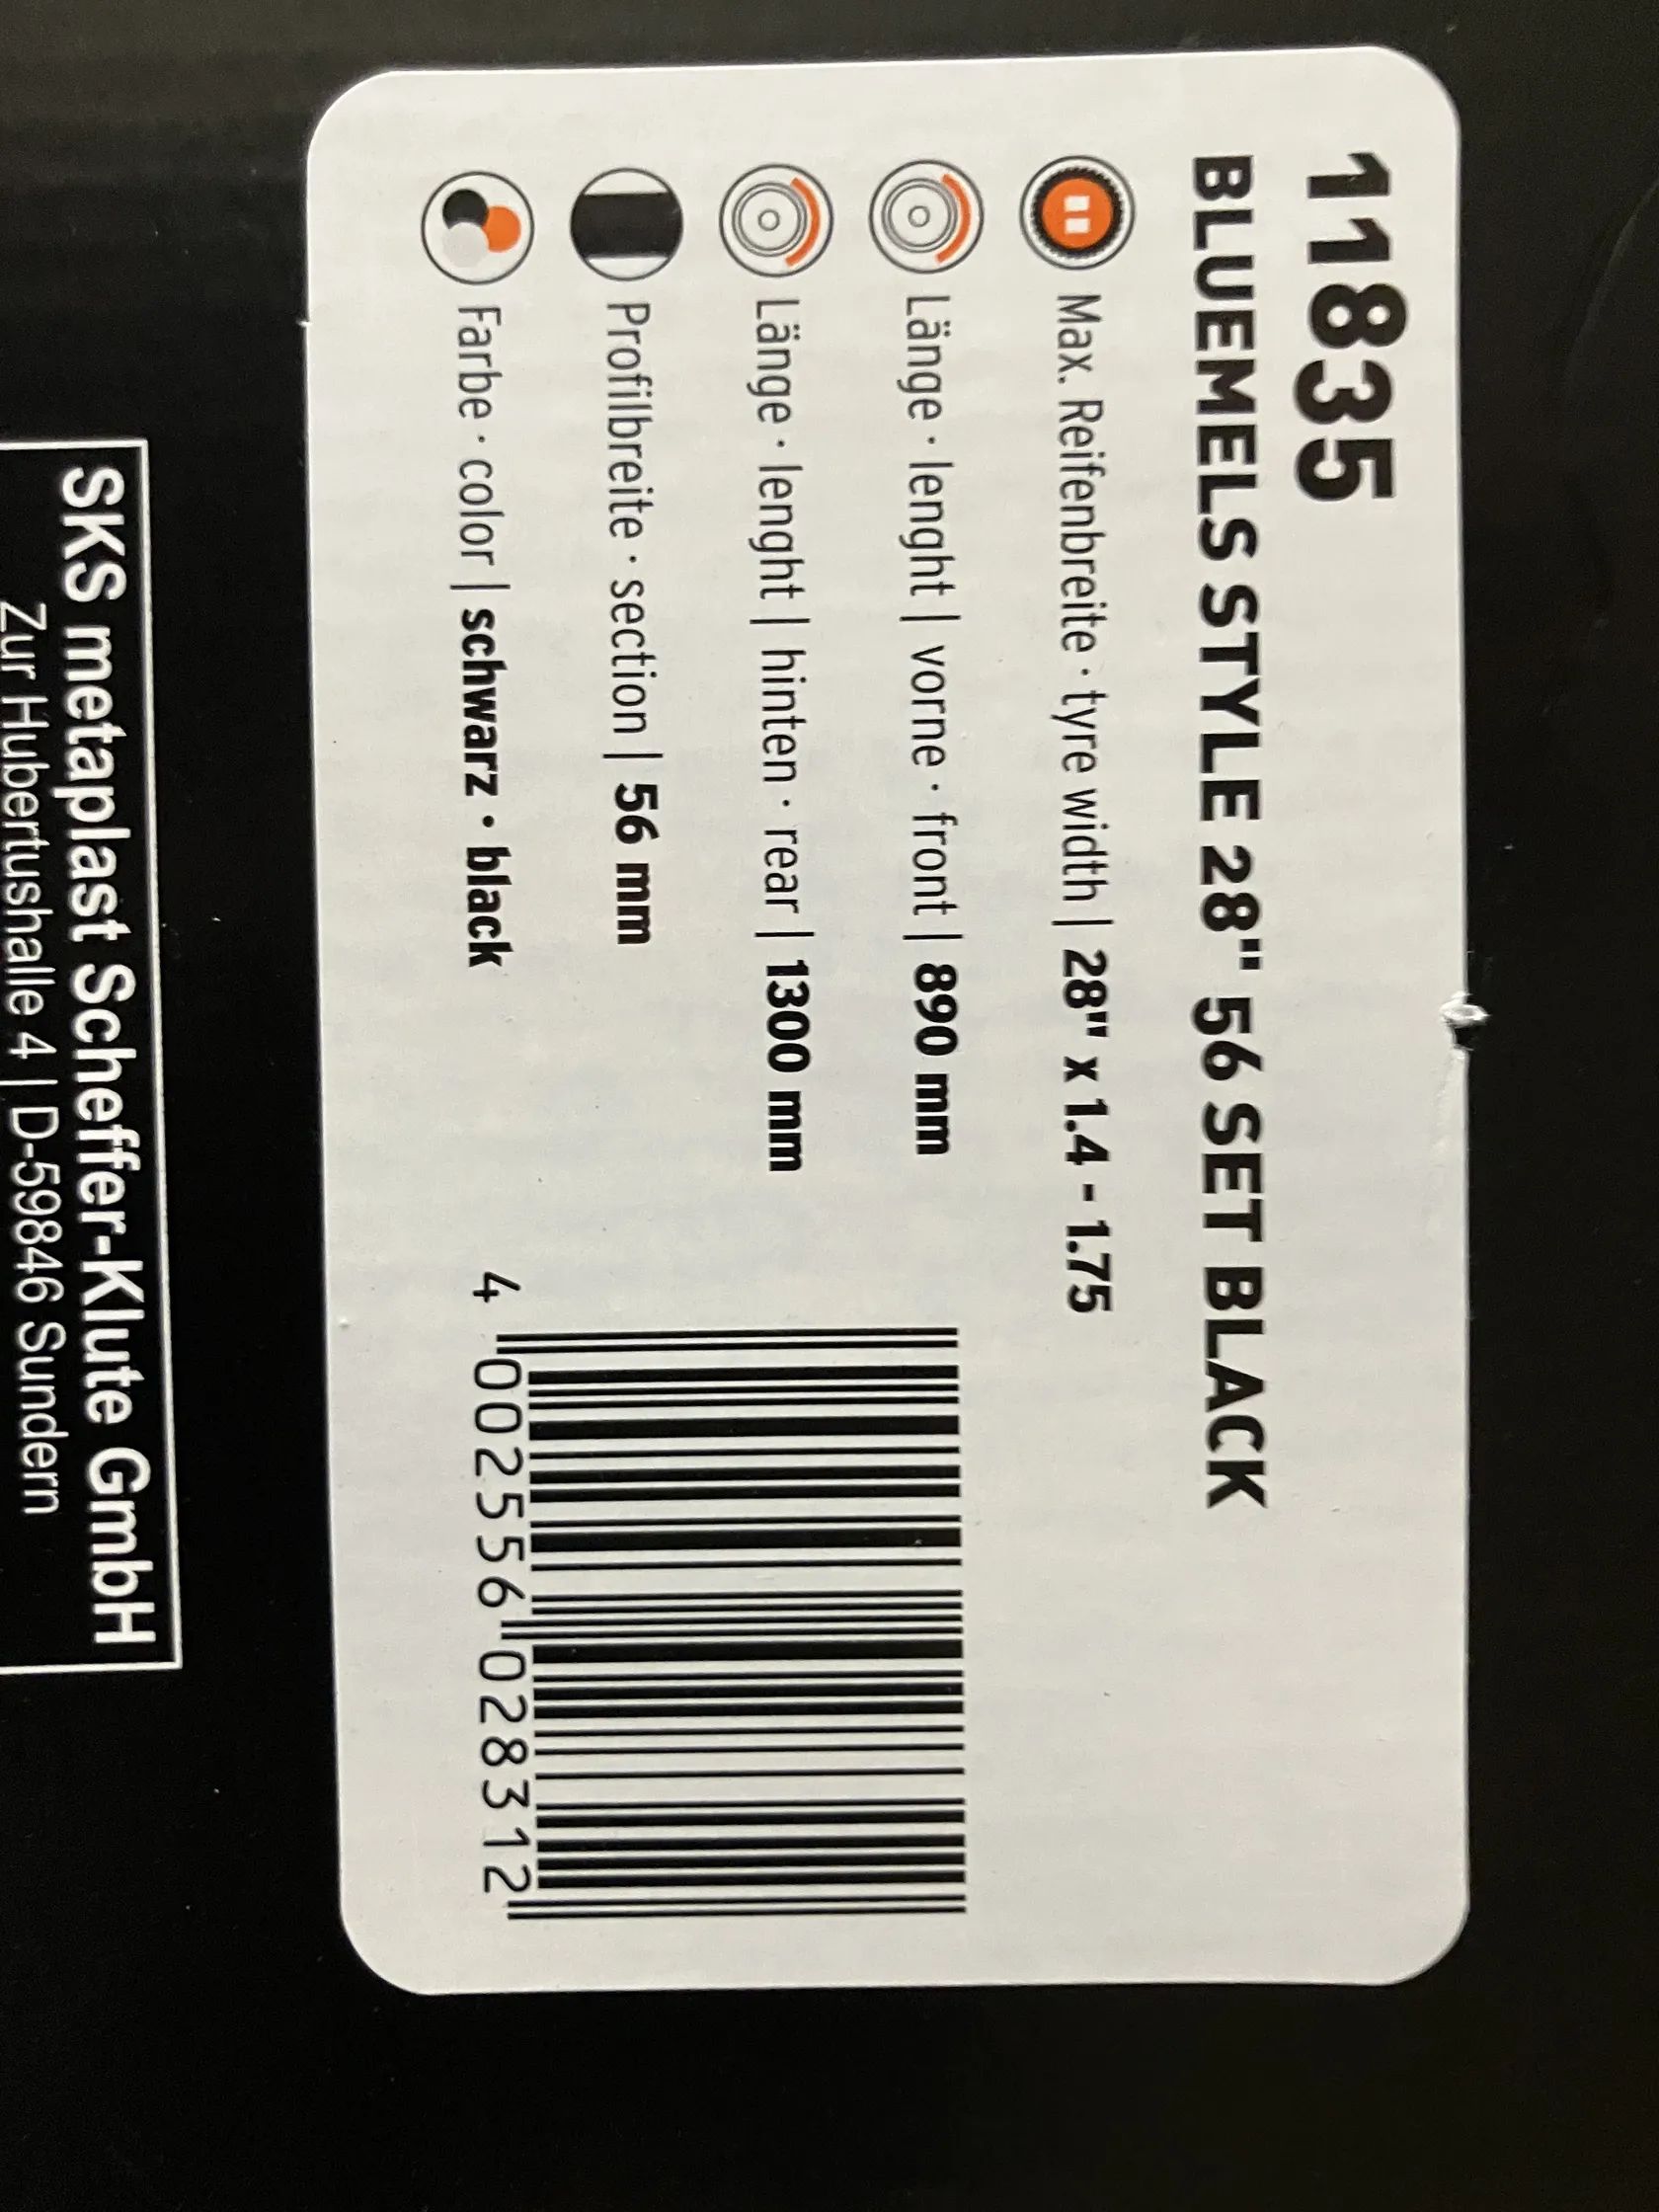 11835
BLUEMELS STYLE 28" 56 SET BLACK
Max. Reifenbreite · tyre width | 28" x 1.4 - 1.75
Länge · lenght | vorne · front | 890 mm
Länge · lenght | hinten · rear | 1300 mm
Profilbreite · section | 56 mm
Farbe · color | schwarz · black
4 002556 028312
SKS metaplast Scheffer-Klute GmbH
Zur Hubertushalle 4 | D-59846 Sundern